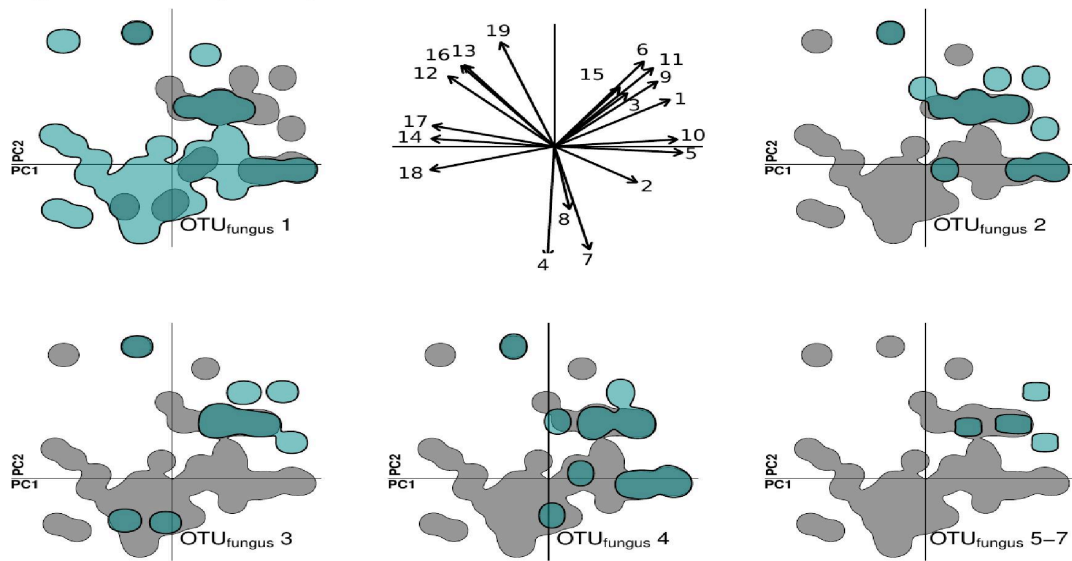 PC2
PC1
OTUfungus 1
19
16 13
12
17
14
18
6
11
15
9
3
1
10
5
2
8
4
7
PC2
PC1
OTUfungus 2
PC2
PC1
OTUfungus 3
PC2
PC1
OTUfungus 4
PC2
PC1
OTUfungus 5–7